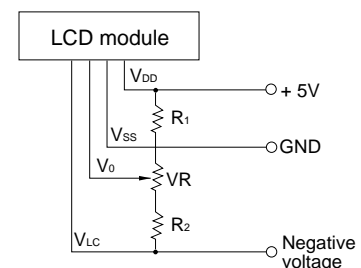 LCD module
VDD
+ 5V
R1
VSS
GND
V0
VR
R2
VLC
Negative
voltage